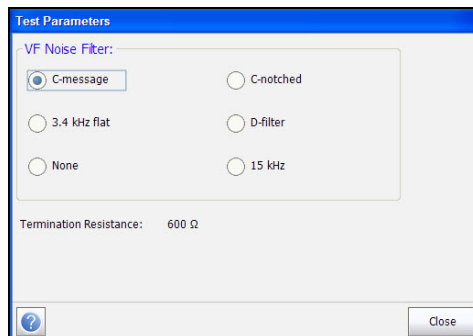 Test Parameters
VF Noise Filter:
C-message C-notched
3.4 kHz flat D-filter
None 15 kHz
Termination Resistance: 600 Ω
? Close